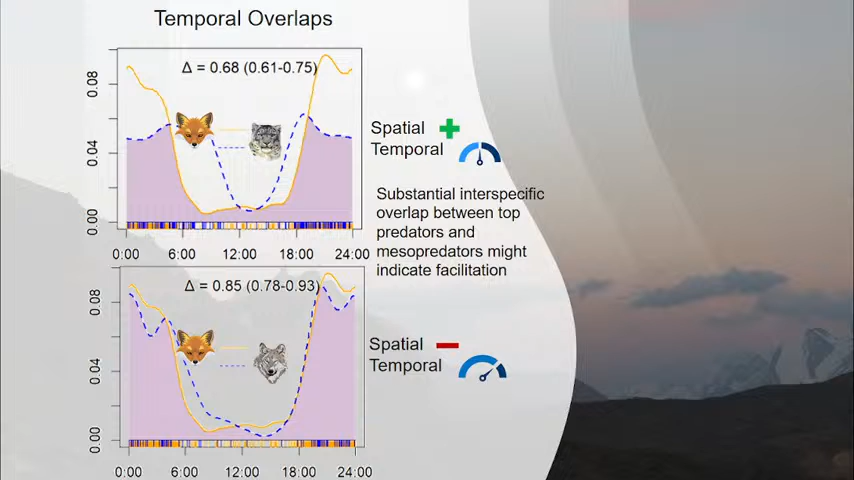 Temporal Overlaps
Δ = 0.68 (0.61-0.75)
0.08
0.04
0.00
0:00 6:00 12:00 18:00 24:00
Spatial
Temporal
Substantial interspecific
overlap between top
predators and
mesopredators might
indicate facilitation
Δ = 0.85 (0.78-0.93)
0.08
0.04
0.00
0:00 6:00 12:00 18:00 24:00
Spatial
Temporal